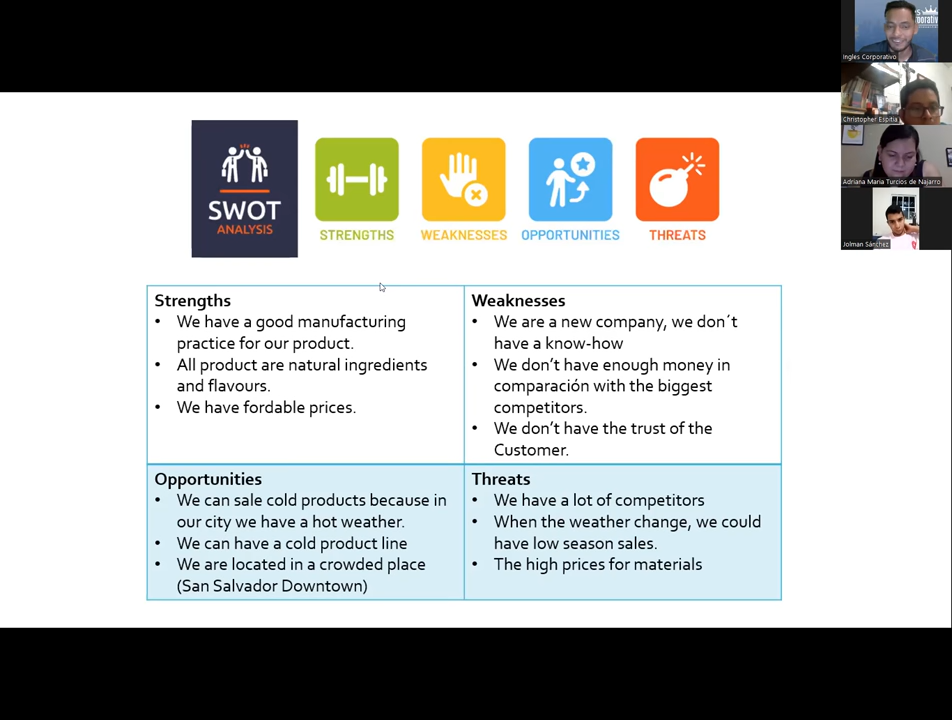 SWOT
ANALYSIS
STRENGTHS
WEAKNESSES
OPPORTUNITIES
THREATS
Strengths
• We have a good manufacturing
practice for our product.
• All product are natural ingredients
and flavours.
• We have fordable prices.
Weaknesses
• We are a new company, we don´t
have a know-how
• We don’t have enough money in
comparación with the biggest
competitors.
• We don’t have the trust of the
Customer.
Opportunities
• We can sale cold products because in
our city we have a hot weather.
• We can have a cold product line
• We are located in a crowded place
(San Salvador Downtown)
Threats
• We have a lot of competitors
• When the weather change, we could
have low season sales.
• The high prices for materials
Ingles Corporativo
Christopher Espitia
Adriana Maria Turcios de Najarro
Jolman Sánchez